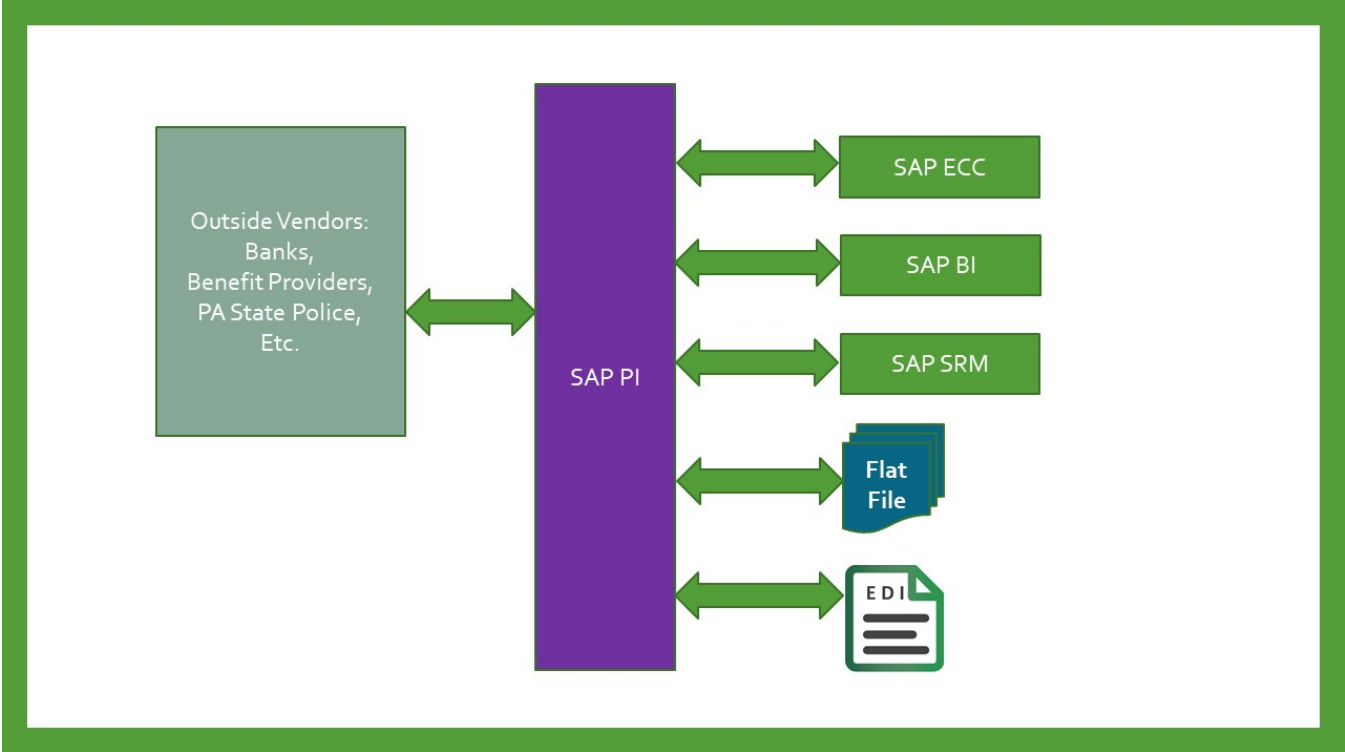 Outside Vendors:
Banks,
Benefit Providers,
PA State Police,
Etc.
SAP PI
SAP ECC
SAP BI
SAP SRM
Flat
File
EDI